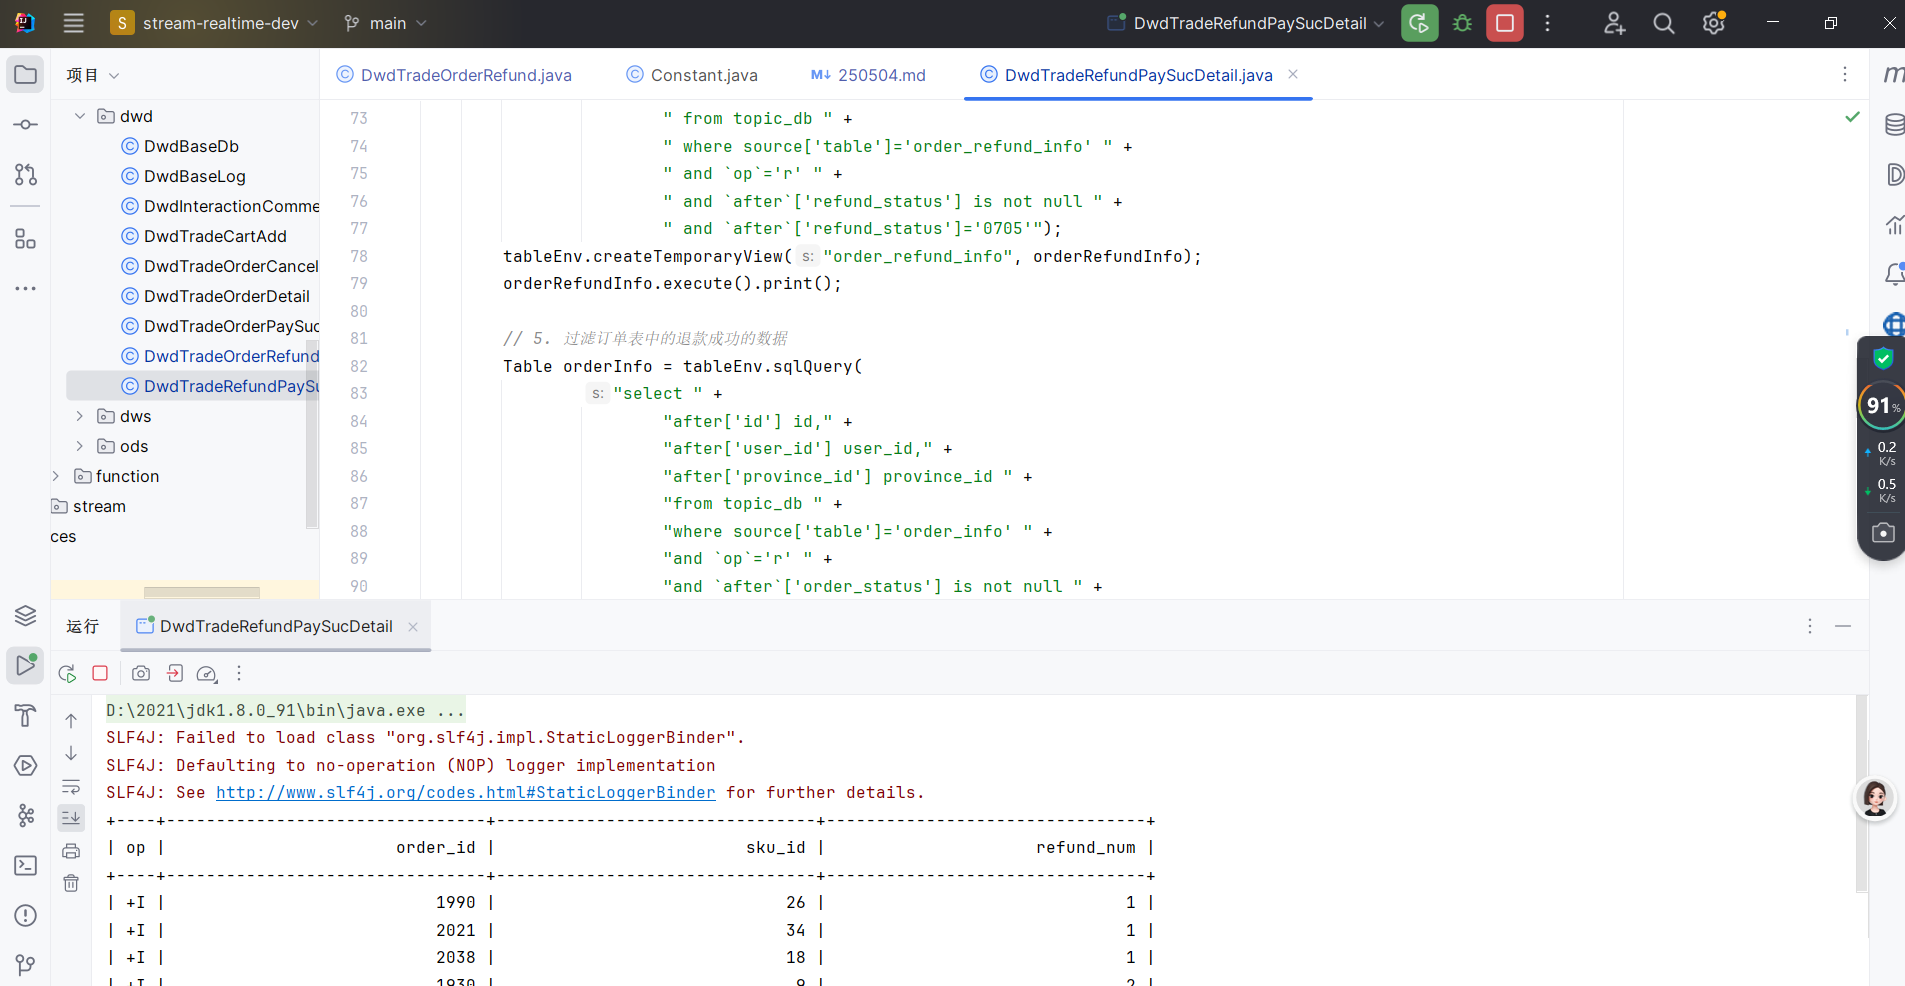 S stream-realtime-dev main DwdTradeRefundPaySucDetail
项目
DwdTradeOrderRefund.java Constant.java M↓ 250504.md DwdTradeRefundPaySucDetail.java
dwd
DwdBaseDb
DwdBaseLog
DwdInteractionComme
DwdTradeCartAdd
DwdTradeOrderCancel
DwdTradeOrderDetail
DwdTradeOrderPaySuc
DwdTradeOrderRefund
DwdTradeRefundPaySu
dws
ods
function
stream
ces
73 " from topic_db " +
74 " where source['table']='order_refund_info' " +
75 " and `op`='r' " +
76 " and `after`['refund_status'] is not null " +
77 " and `after`['refund_status']='0705'");
78 tableEnv.createTemporaryView( s: "order_refund_info", orderRefundInfo);
79 orderRefundInfo.execute().print();
80
81 // 5. 过滤订单表中的退款成功的数据
82 Table orderInfo = tableEnv.sqlQuery(
83 s: "select " +
84 "after['id'] id," +
85 "after['user_id'] user_id," +
86 "after['province_id'] province_id " +
87 "from topic_db " +
88 "where source['table']='order_info' " +
89 "and `op`='r' " +
90 "and `after`['order_status'] is not null " +
91%
0.2
K/s
0.5
K/s
运行 DwdTradeRefundPaySucDetail
D:\2021\jdk1.8.0_91\bin\java.exe ...
SLF4J: Failed to load class "org.slf4j.impl.StaticLoggerBinder".
SLF4J: Defaulting to no-operation (NOP) logger implementation
SLF4J: See http://www.slf4j.org/codes.html#StaticLoggerBinder for further details.
+----+--------------------------------+--------------------------------+--------------------------------+
| op | order_id | sku_id | refund_num |
+----+--------------------------------+--------------------------------+--------------------------------+
| +I | 1990 | 26 | 1 |
| +I | 2021 | 34 | 1 |
| +I | 2038 | 18 | 1 |
| +I | 1930 | 9 | 2 |